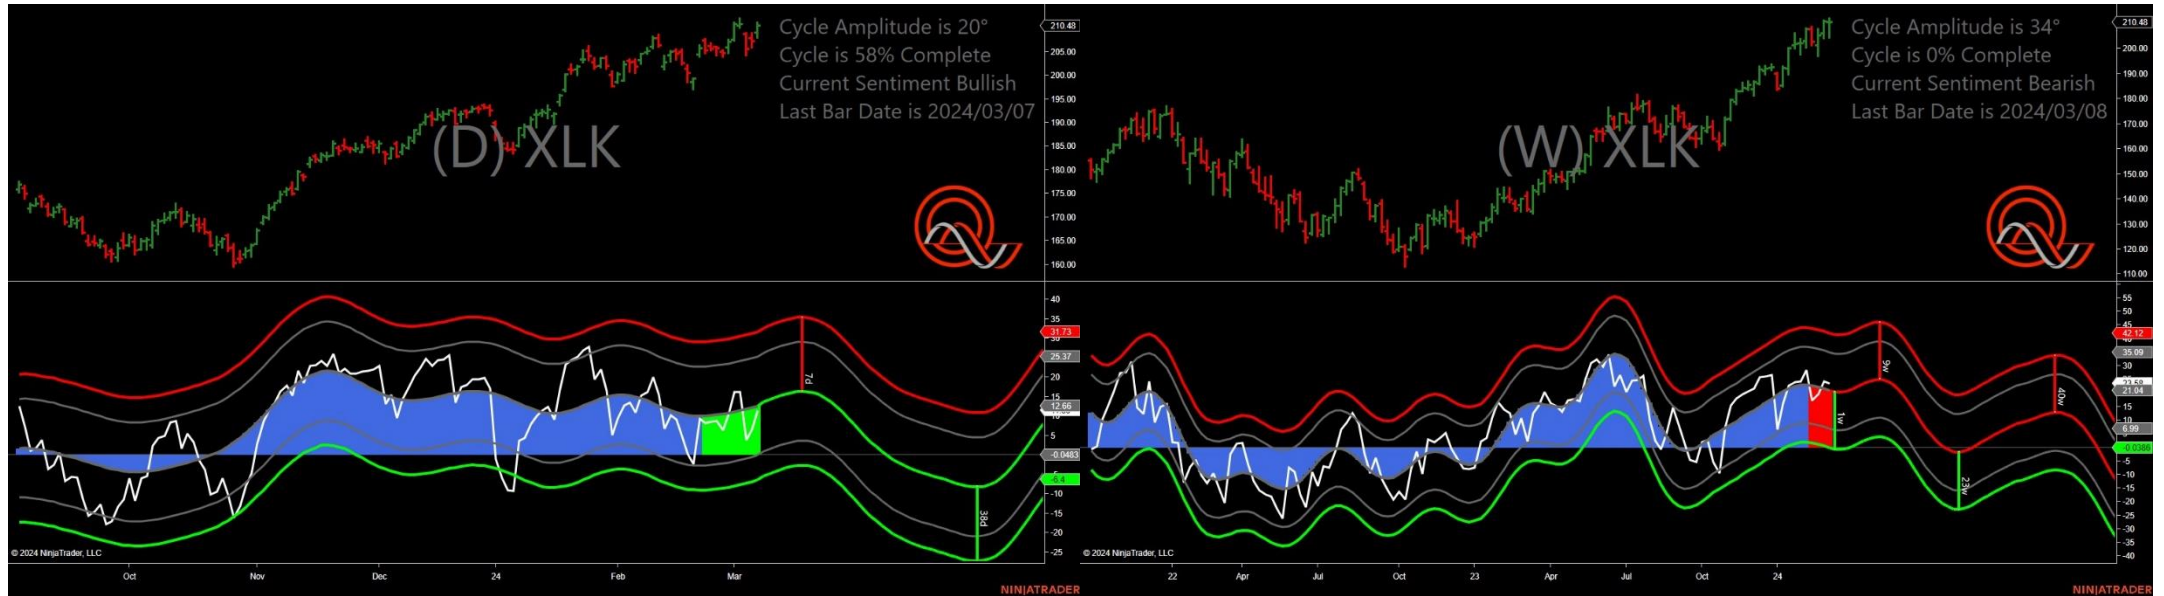 Cycle Amplitude is 20°
Cycle is 58% Complete
Current Sentiment Bullish
Last Bar Date is 2024/03/07
(D) XLK
210.48
205.00
200.00
195.00
190.00
185.00
180.00
175.00
170.00
165.00
160.00
40
35
31.73
30
25.37
20
15
12.66
10
5
-0.0483
-5
-6.4
-10
-15
-20
-25
7d
38d
© 2024 NinjaTrader, LLC
Oct
Nov
Dec
24
Feb
Mar
NINJATRADER
Cycle Amplitude is 34°
Cycle is 0% Complete
Current Sentiment Bearish
Last Bar Date is 2024/03/08
(W) XLK
210.48
200.00
190.00
180.00
170.00
160.00
150.00
140.00
130.00
120.00
110.00
55
50
45
42.12
35.09
30
23.58
21.04
15
10
6.99
-0.0386
-5
-10
-15
-20
-25
-30
-35
-40
9w
40w
1w
23w
© 2024 NinjaTrader, LLC
22
Apr
Jul
Oct
23
Apr
Jul
Oct
24
NINJATRADER